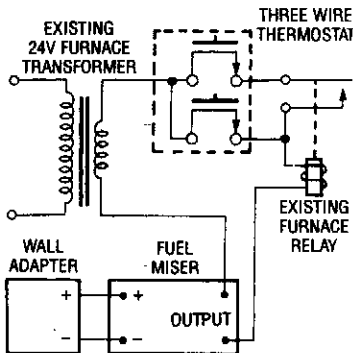 EXISTING
24V FURNACE
TRANSFORMER
THREE WIRE
THERMOSTAT
EXISTING
FURNACE
RELAY
WALL
ADAPTER
FUEL
MISER
+ + +
OUTPUT
− − −